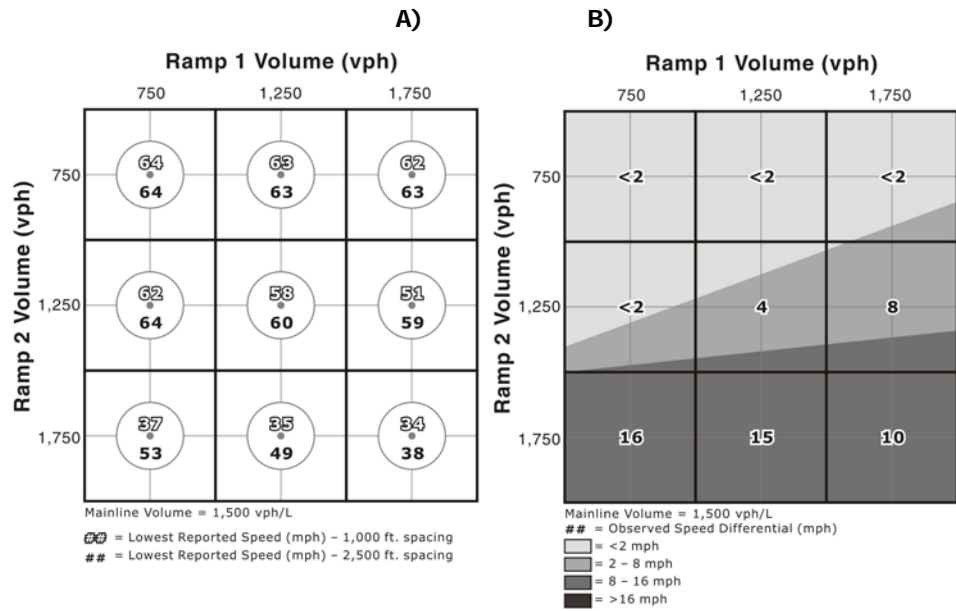 A)
Ramp 1 Volume (vph)
750 1,250 1,750
Ramp 2 Volume (vph)
750
64 63 62
64 63 63
1,250
62 58 51
64 60 59
1,750
37 35 34
53 49 38
Mainline Volume = 1,500 vph/L
## = Lowest Reported Speed (mph) – 1,000 ft. spacing
## = Lowest Reported Speed (mph) – 2,500 ft. spacing
B)
Ramp 1 Volume (vph)
750 1,250 1,750
Ramp 2 Volume (vph)
750 <2 <2 <2
1,250 <2 4 8
1,750 16 15 10
Mainline Volume = 1,500 vph/L
## = Observed Speed Differential (mph)
= <2 mph
= 2 – 8 mph
= 8 – 16 mph
= >16 mph